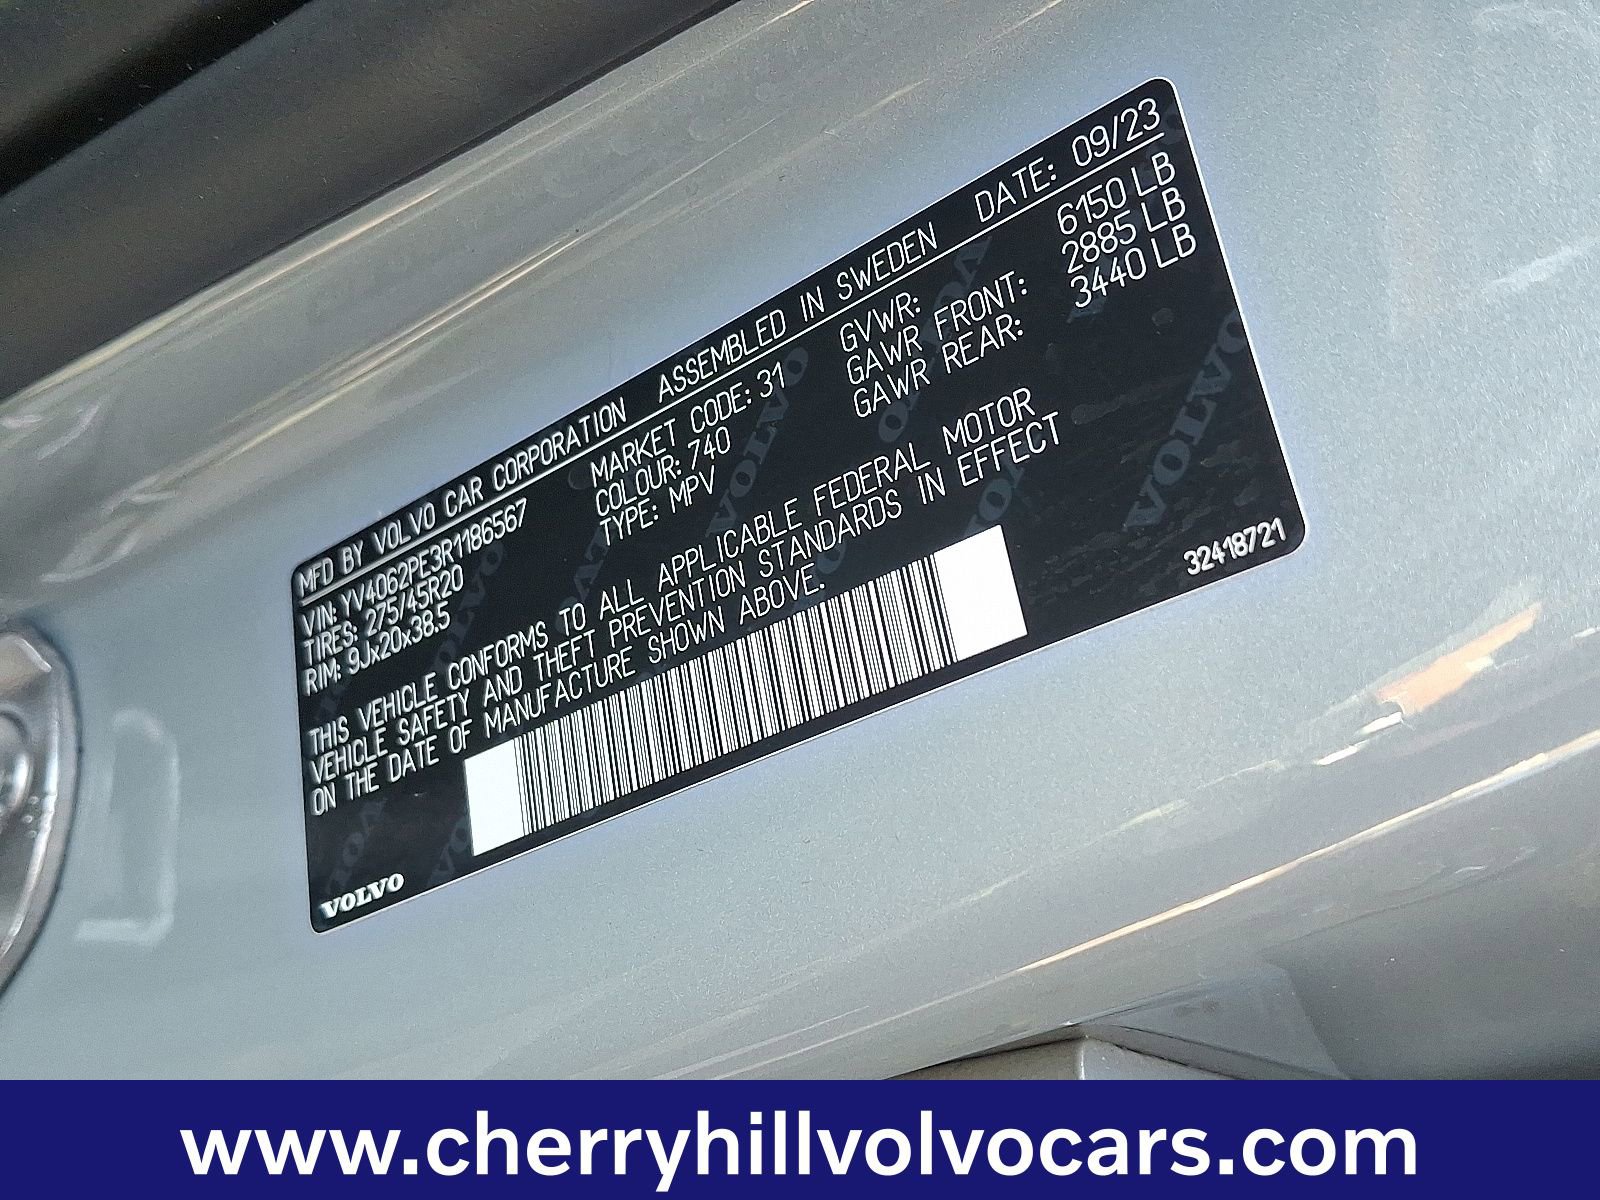 MFD BY VOLVO CAR CORPORATION ASSEMBLED IN SWEDEN DATE: 09/23
VIN: YV4062PE3R1186567 MARKET CODE: 31 GVWR: 6150 LB
TIRES: 275/45R20 COLOUR: 740 GAWR FRONT: 2885 LB
RIM: 9Jx20x38.5 TYPE: MPV GAWR REAR: 3440 LB
THIS VEHICLE CONFORMS TO ALL APPLICABLE FEDERAL MOTOR
VEHICLE SAFETY AND THEFT PREVENTION STANDARDS IN EFFECT
ON THE DATE OF MANUFACTURE SHOWN ABOVE.
32418721
VOLVO
www.cherryhillvolvocars.com